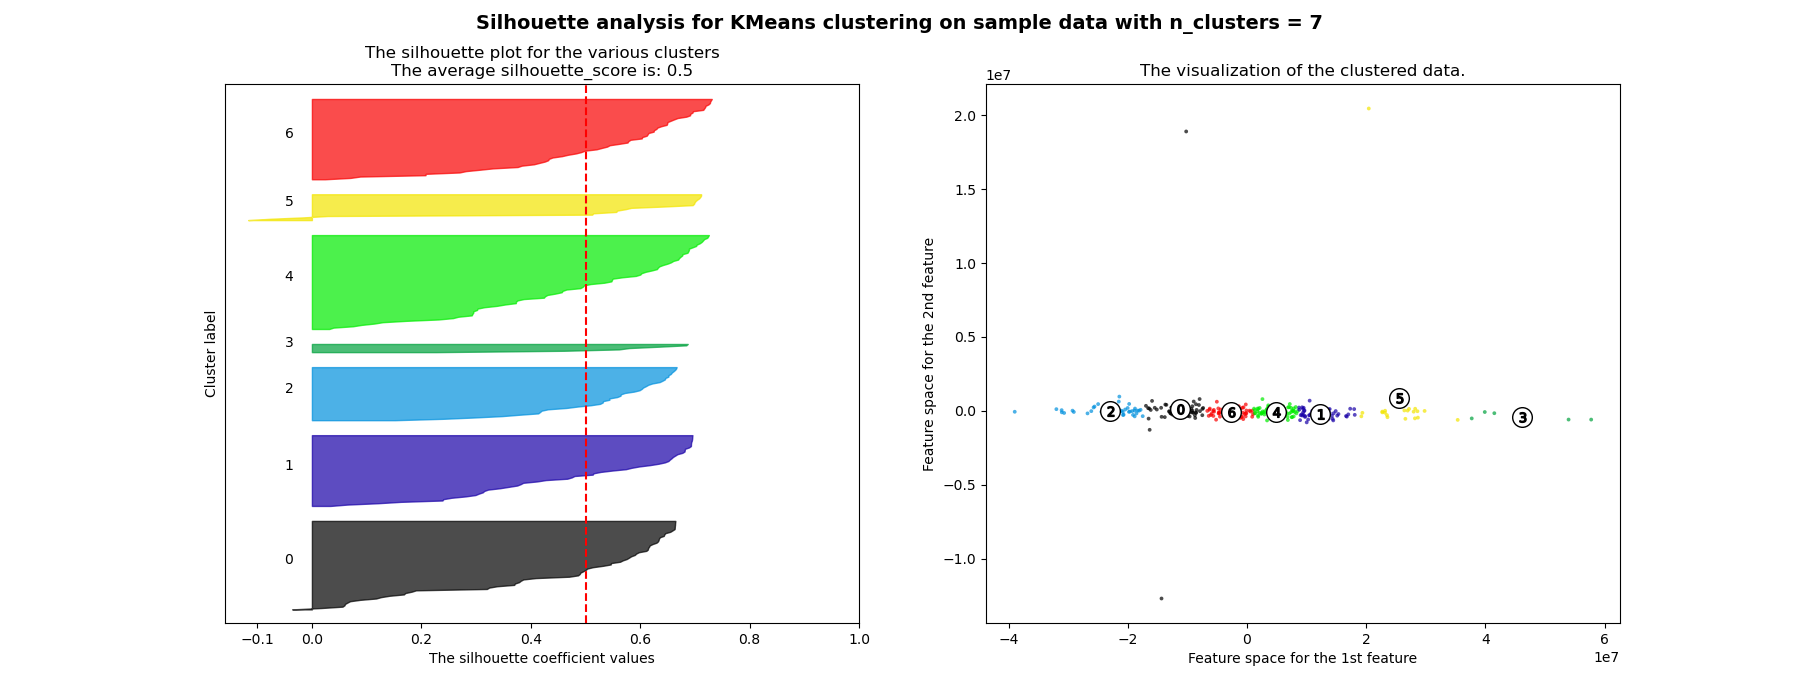 Silhouette analysis for KMeans clustering on sample data with n_clusters = 7
The silhouette plot for the various clusters
The average silhouette_score is: 0.5
6
5
4
3
2
1
0
Cluster label
−0.1 0.0 0.2 0.4 0.6 0.8 1.0
The silhouette coefficient values
The visualization of the clustered data.
1e7
2.0
1.5
1.0
0.5
0.0
−0.5
−1.0
Feature space for the 2nd feature
2 0 6 4 1 5 3
−4 −2 0 2 4 6
1e7
Feature space for the 1st feature